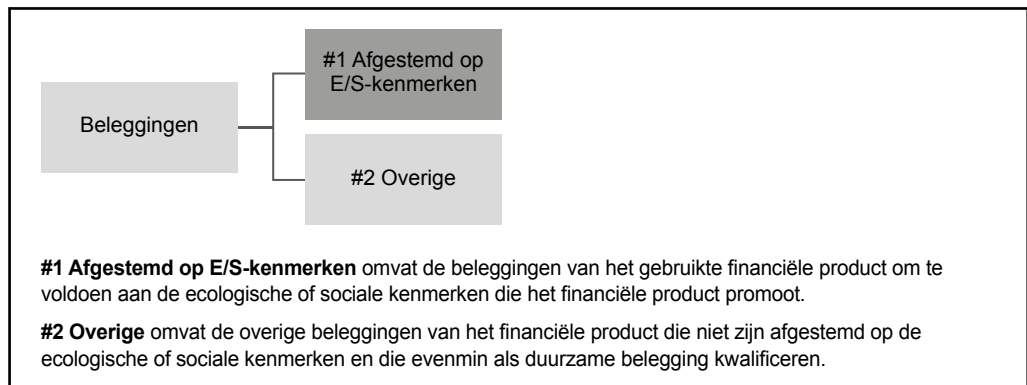 #1 Afgestemd op
E/S-kenmerken
Beleggingen
#2 Overige
#1 Afgestemd op E/S-kenmerken omvat de beleggingen van het gebruikte financiële product om te
voldoen aan de ecologische of sociale kenmerken die het financiële product promoot.
#2 Overige omvat de overige beleggingen van het financiële product die niet zijn afgestemd op de
ecologische of sociale kenmerken en die evenmin als duurzame belegging kwalificeren.